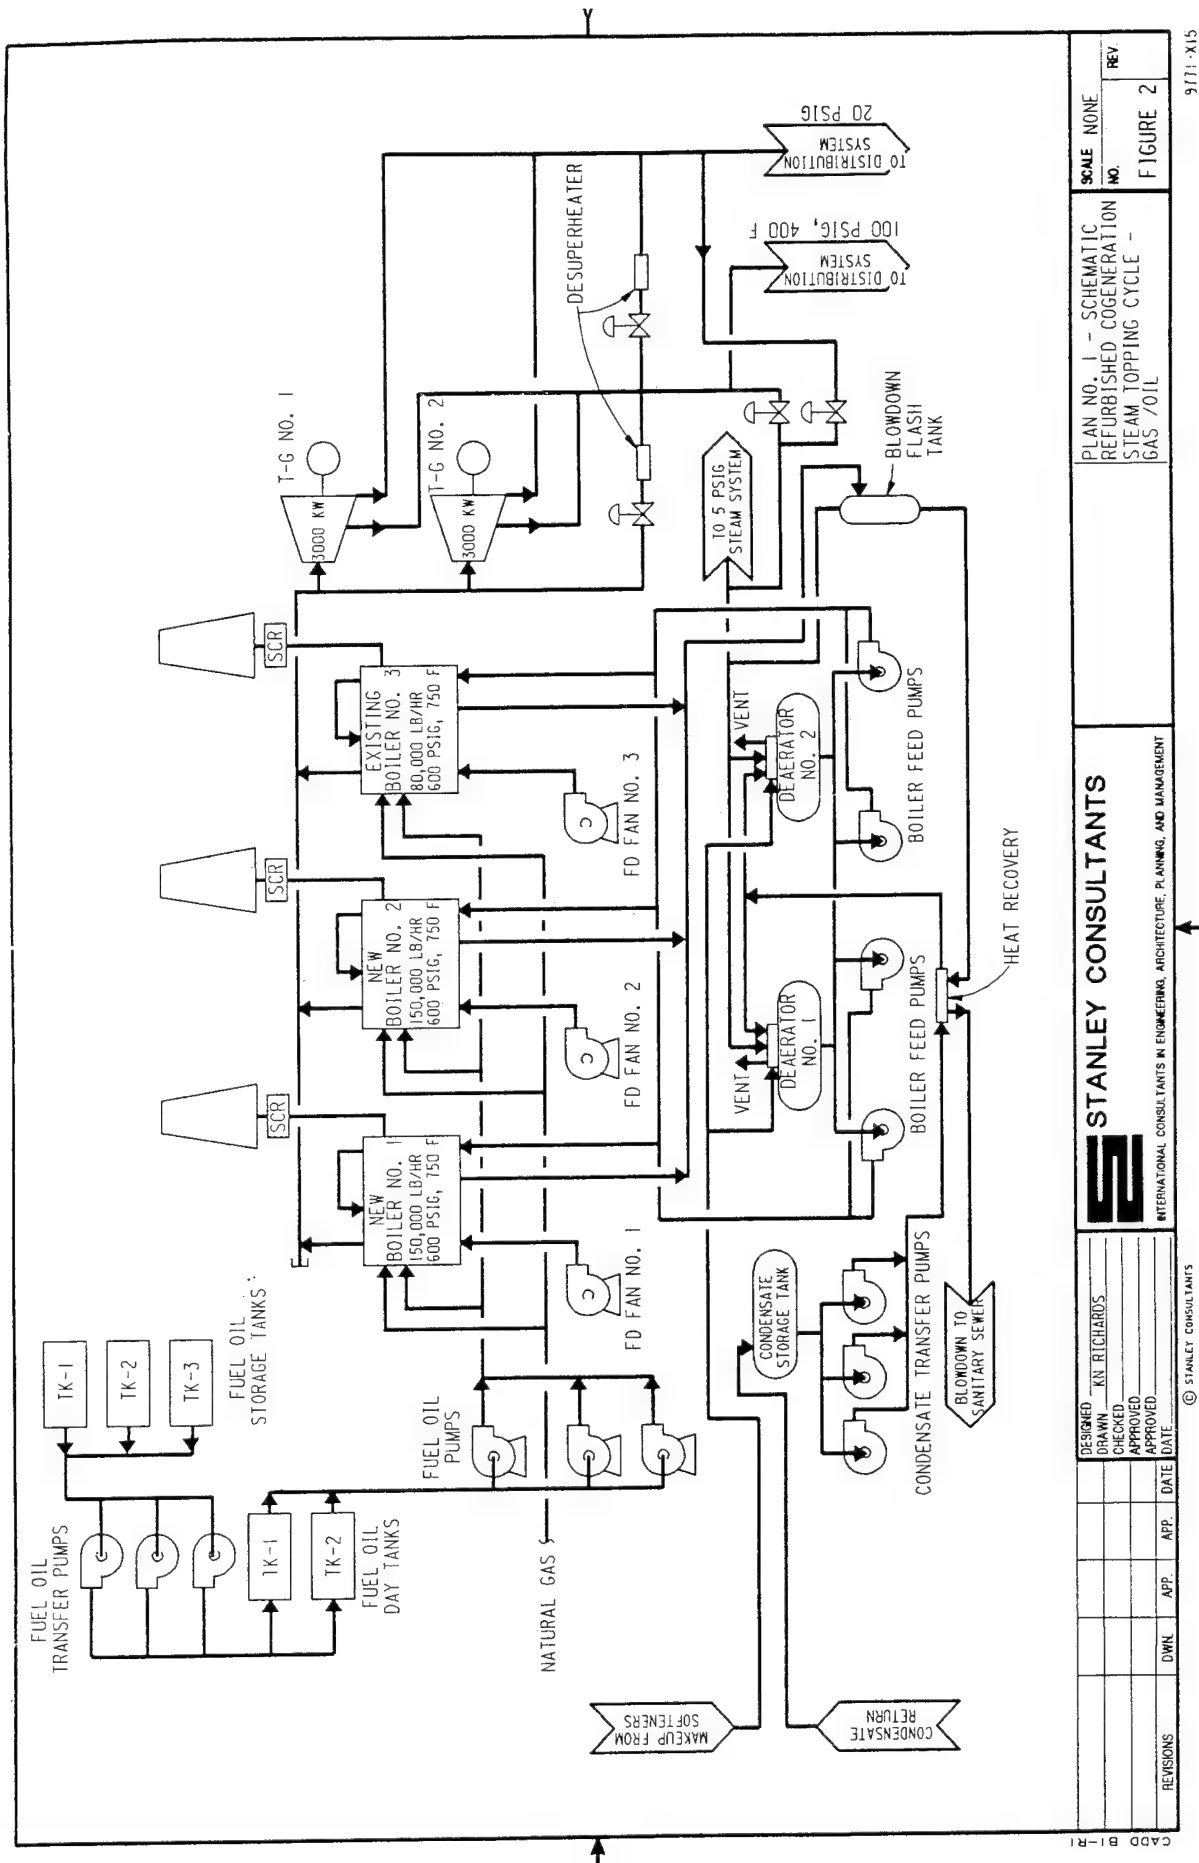 FUEL OIL
TRANSFER PUMPS
TK-1
TK-2
TK-3
FUEL OIL
STORAGE TANKS
TK-1
TK-2
FUEL OIL
DAY TANKS
FUEL OIL
PUMPS
NATURAL GAS
SCR
SCR
SCR
NEW
BOILER NO. 1
150,000 LB/HR
600 PSIG, 750 F
NEW
BOILER NO. 2
150,000 LB/HR
600 PSIG, 750 F
EXISTING
BOILER NO. 3
80,000 LB/HR
600 PSIG, 750 F
C
FD FAN NO. 1
C
FD FAN NO. 2
C
FD FAN NO. 3
T-G NO. 1
3000 KW
T-G NO. 2
3000 KW
DESUPERHEATER
TO DISTRIBUTION
SYSTEM
20 PSIG
TO DISTRIBUTION
SYSTEM
100 PSIG, 400 F
TO 5 PSIG
STEAM SYSTEM
BLOWDOWN
FLASH
TANK
VENT
DEAERATOR
NO. 1
VENT
DEAERATOR
NO. 2
BOILER FEED PUMPS
BOILER FEED PUMPS
HEAT RECOVERY
CONDENSATE
STORAGE TANK
CONDENSATE TRANSFER PUMPS
BLOWDOWN TO
SANITARY SEWER
MAKEUP FROM
SOFTENERS
CONDENSATE
RETURN
REVISIONS
DWN.
APP.
APP.
DATE
DESIGNED
DRAWN KN RICHARDS
CHECKED
APPROVED
APPROVED
DATE
STANLEY CONSULTANTS
INTERNATIONAL CONSULTANTS IN ENGINEERING, ARCHITECTURE, PLANNING, AND MANAGEMENT
PLAN NO. 1 - SCHEMATIC
REFURBISHED COGENERATION
STEAM TOPPING CYCLE -
GAS /OIL
SCALE NONE
NO.
FIGURE 2
REV.
CADD B1-R1
© STANLEY CONSULTANTS
9771-X15